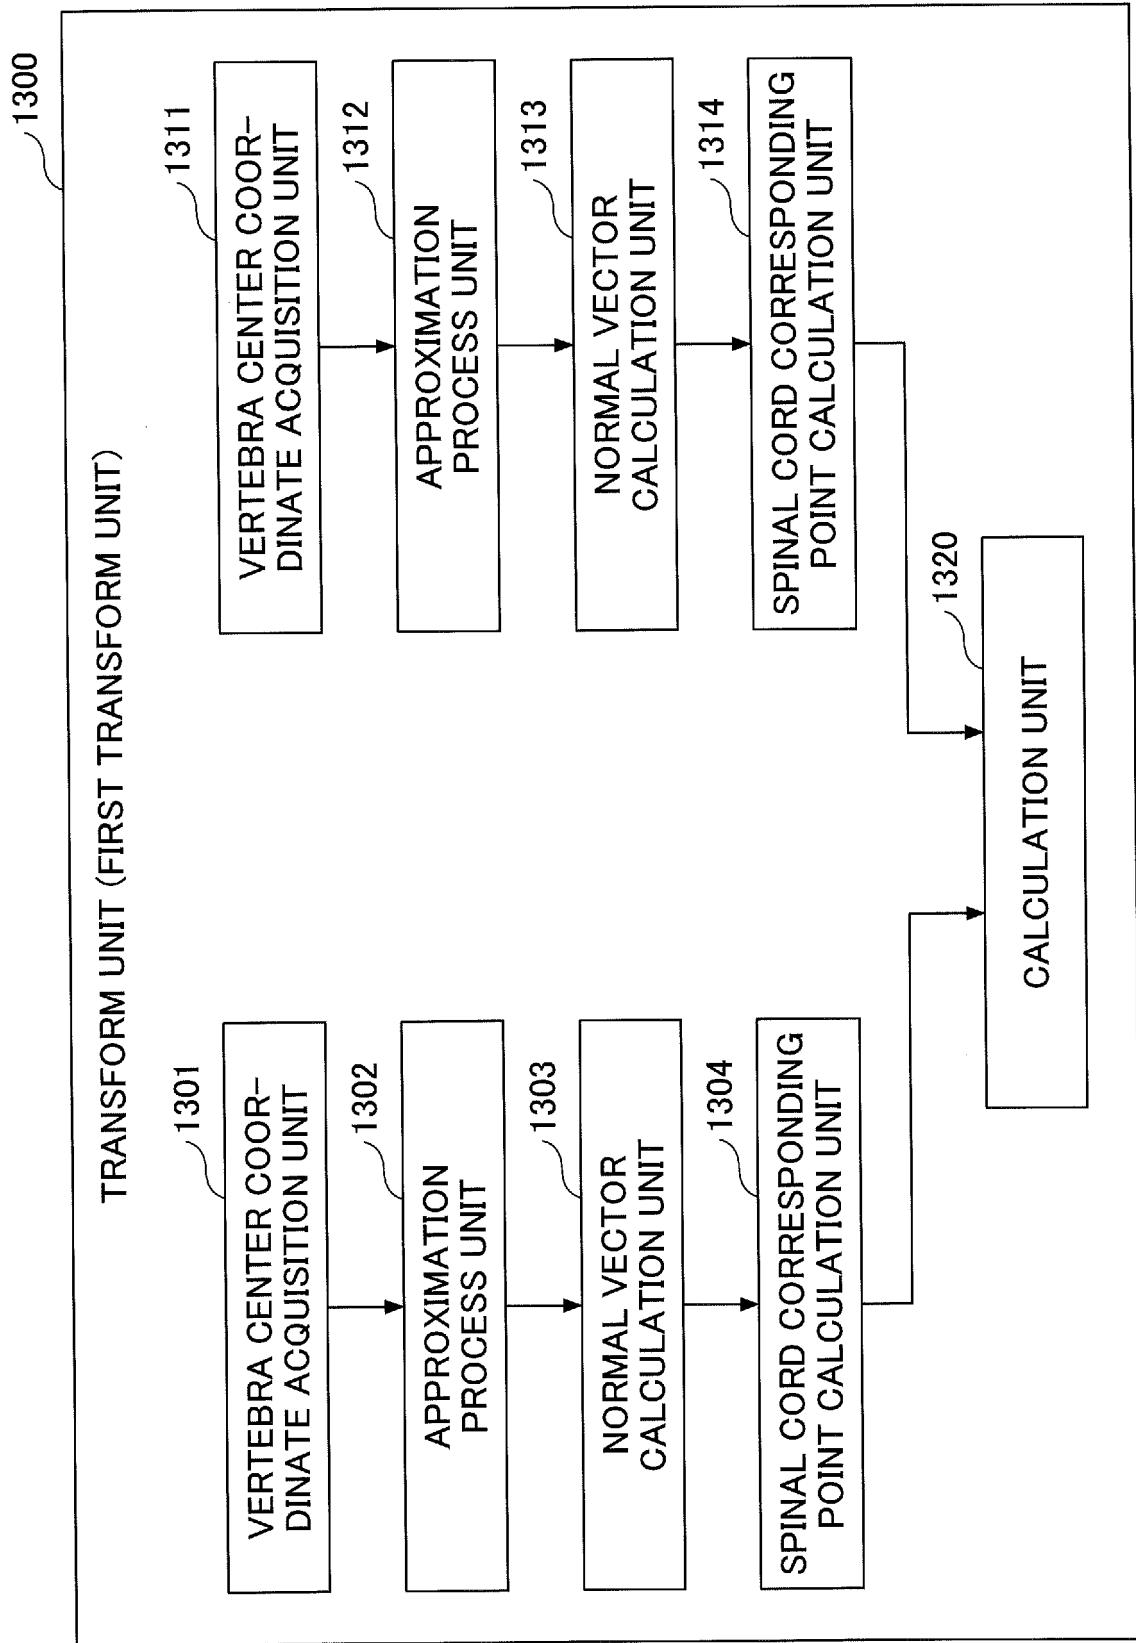 1300
TRANSFORM UNIT (FIRST TRANSFORM UNIT)
1301
VERTEBRA CENTER COOR-
DINATE ACQUISITION UNIT
1302
APPROXIMATION
PROCESS UNIT
1303
NORMAL VECTOR
CALCULATION UNIT
1304
SPINAL CORD CORRESPONDING
POINT CALCULATION UNIT
1311
VERTEBRA CENTER COOR-
DINATE ACQUISITION UNIT
1312
APPROXIMATION
PROCESS UNIT
1313
NORMAL VECTOR
CALCULATION UNIT
1314
SPINAL CORD CORRESPONDING
POINT CALCULATION UNIT
1320
CALCULATION UNIT